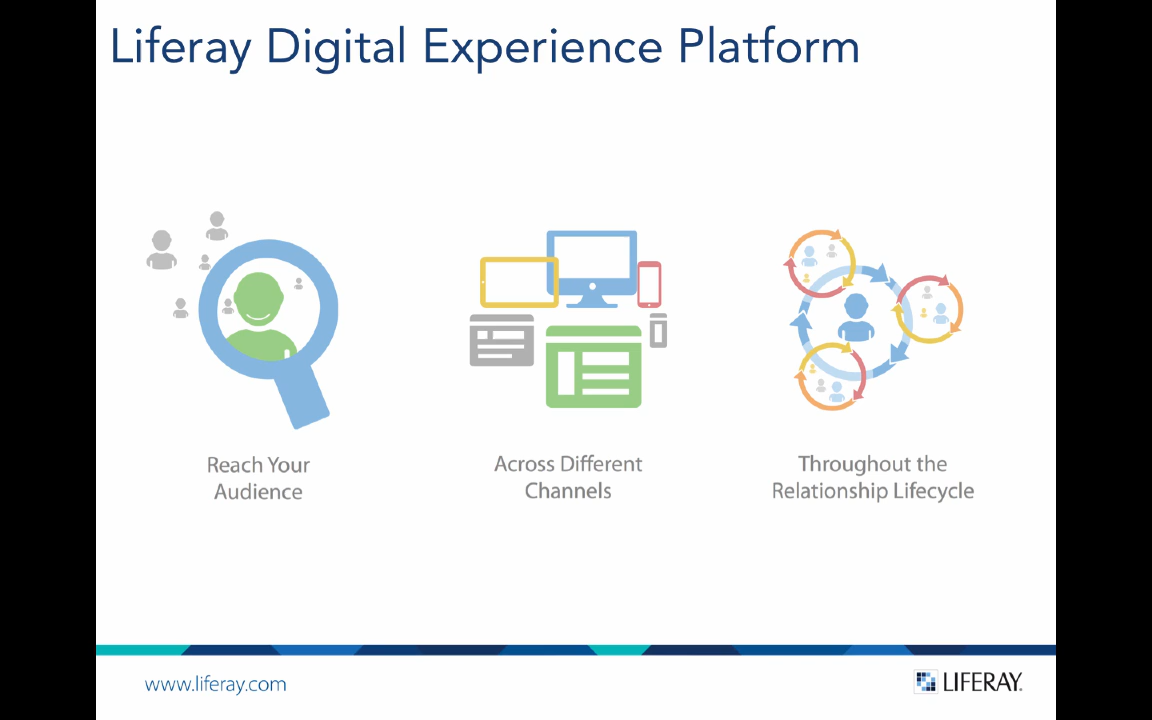 Liferay Digital Experience Platform
Reach Your
Audience
Across Different
Channels
Throughout the
Relationship Lifecycle
www.liferay.com
LIFERAY.